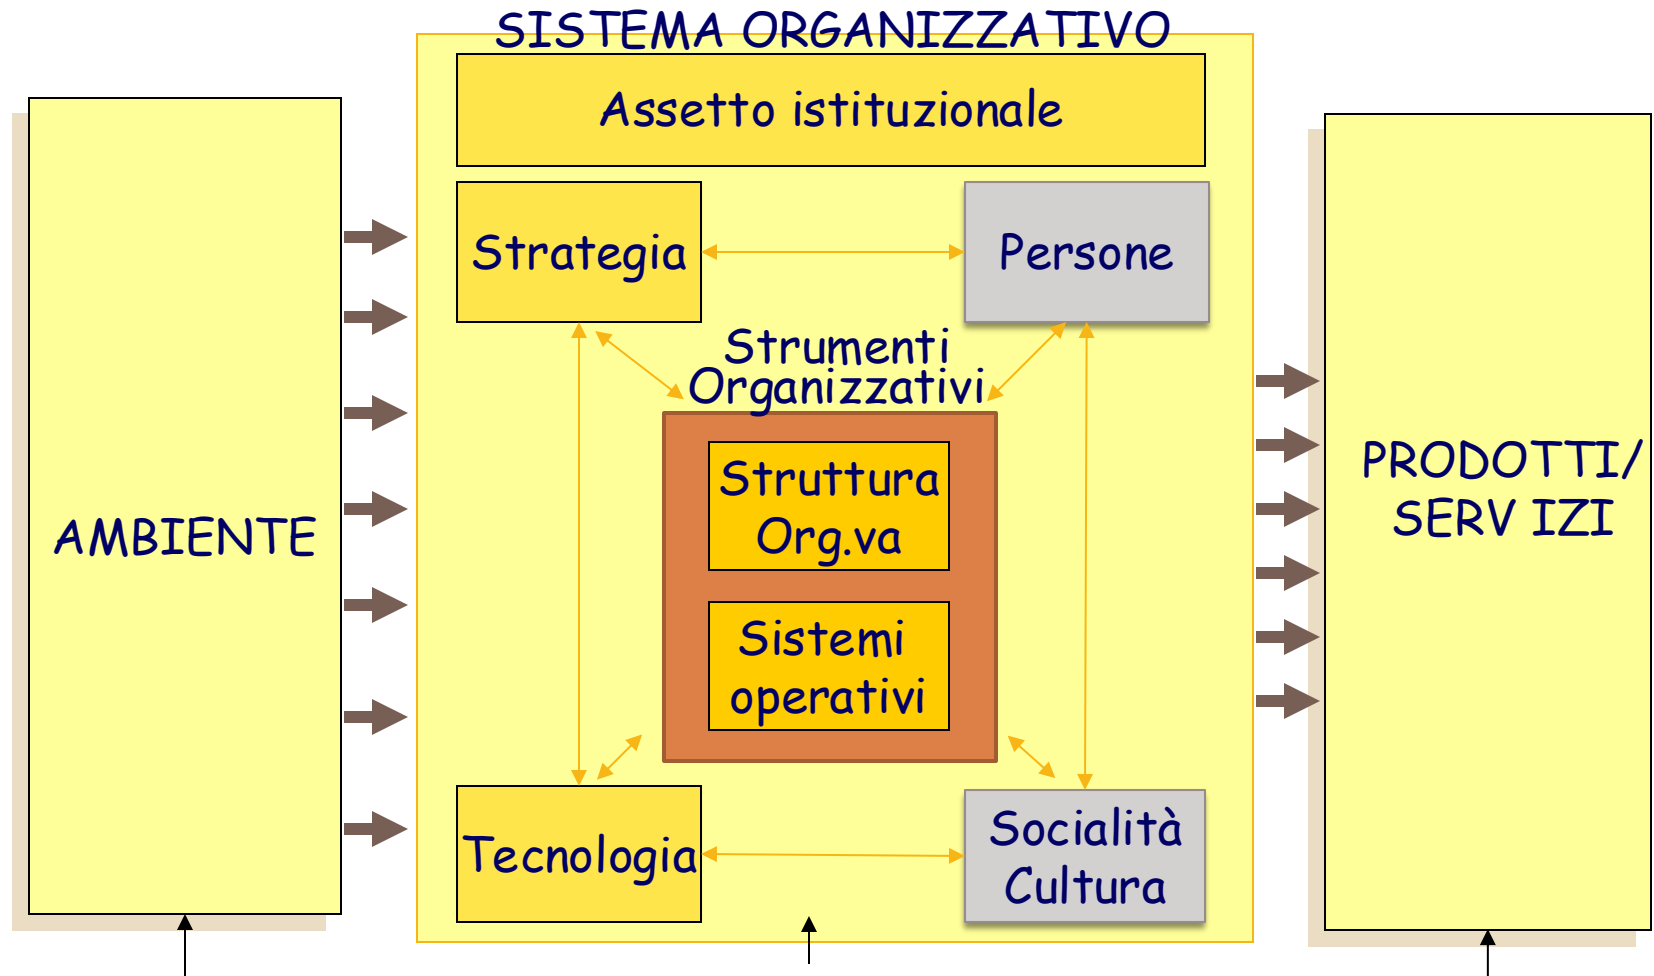 SISTEMA ORGANIZZATIVO
Assetto istituzionale
Strategia
Persone
Strumenti
Organizzativi
Struttura
Org.va
Sistemi
operativi
Tecnologia
Socialità
Cultura
AMBIENTE
PRODOTTI/
SERV IZI